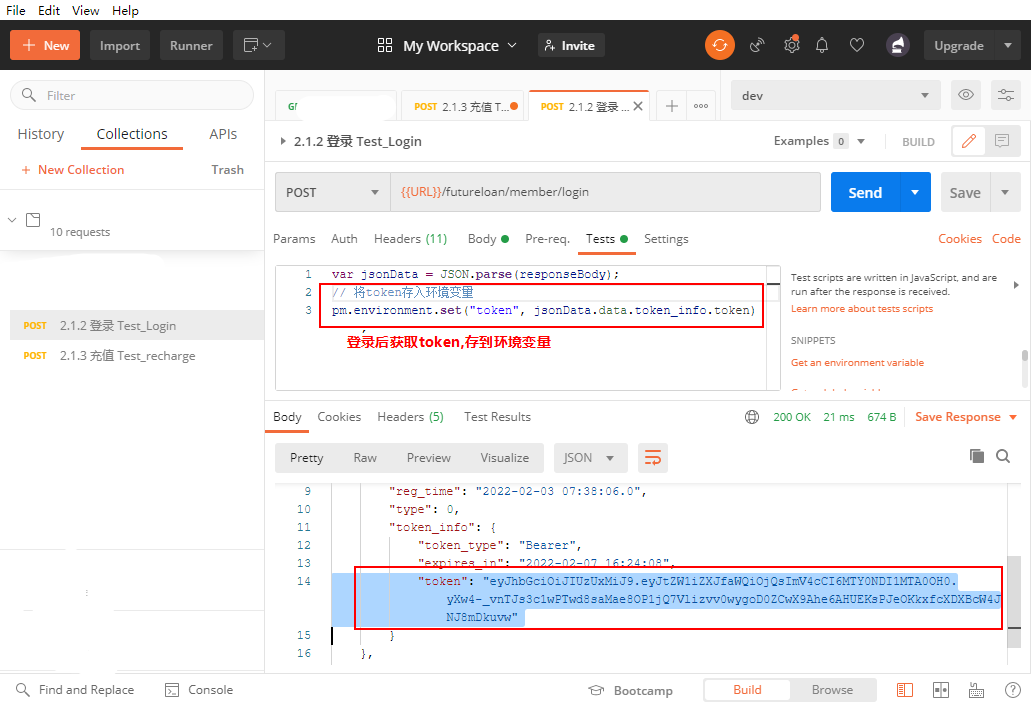 File Edit View Help
New Import Runner My Workspace Invite Upgrade
Filter
History Collections APIs
New Collection Trash
10 requests
POST 2.1.2 登录 Test_Login
POST 2.1.3 充值 Test_recharge
POST 2.1.3 充值 T... POST 2.1.2 登录 ...
dev
2.1.2 登录 Test_Login Examples 0 BUILD
POST {{URL}}/futureloan/member/login Send Save
Params Auth Headers (11) Body Pre-req. Tests Settings Cookies Code
1 var jsonData = JSON.parse(responseBody);
2 // 将token存入环境变量
3 pm.environment.set("token", jsonData.data.token_info.token)
;
登录后获取token,存到环境变量
Test scripts are written in JavaScript, and are
run after the response is received.
Learn more about tests scripts
SNIPPETS
Get an environment variable
Body Cookies Headers (5) Test Results 200 OK 21 ms 674 B Save Response
Pretty Raw Preview Visualize JSON
9 "reg_time": "2022-02-03 07:38:06.0",
10 "type": 0,
11 "token_info": {
12 "token_type": "Bearer",
13 "expires_in": "2022-02-07 16:24:08",
14 "token": "eyJhbGciOiJIUzUxMiJ9.eyJtZW1iZXJfaWQiOjQsImV4cCI6MTY0NDI1MTA0OH0.
yXw4-_vnTJs3c1wPTwd8saMae8OP1jQ7Vlizvv0wygoD0ZCwX9Ahe6AHUEKsPJeOKkxfcXDXBcW4J
NJ8mDkuvw"
15 }
16 },
Find and Replace Console Bootcamp Build Browse